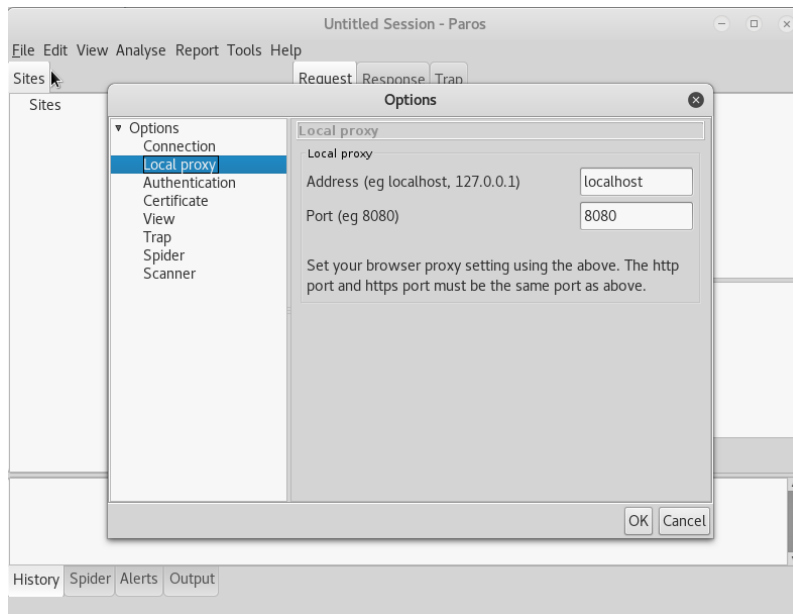 Untitled Session - Paros
File Edit View Analyse Report Tools Help
Sites
Request Response Trap
Sites
Options
Options
Connection
Local proxy
Authentication
Certificate
View
Trap
Spider
Scanner
Local proxy
Local proxy
Address (eg localhost, 127.0.0.1) localhost
Port (eg 8080) 8080
Set your browser proxy setting using the above. The http
port and https port must be the same port as above.
OK Cancel
History Spider Alerts Output